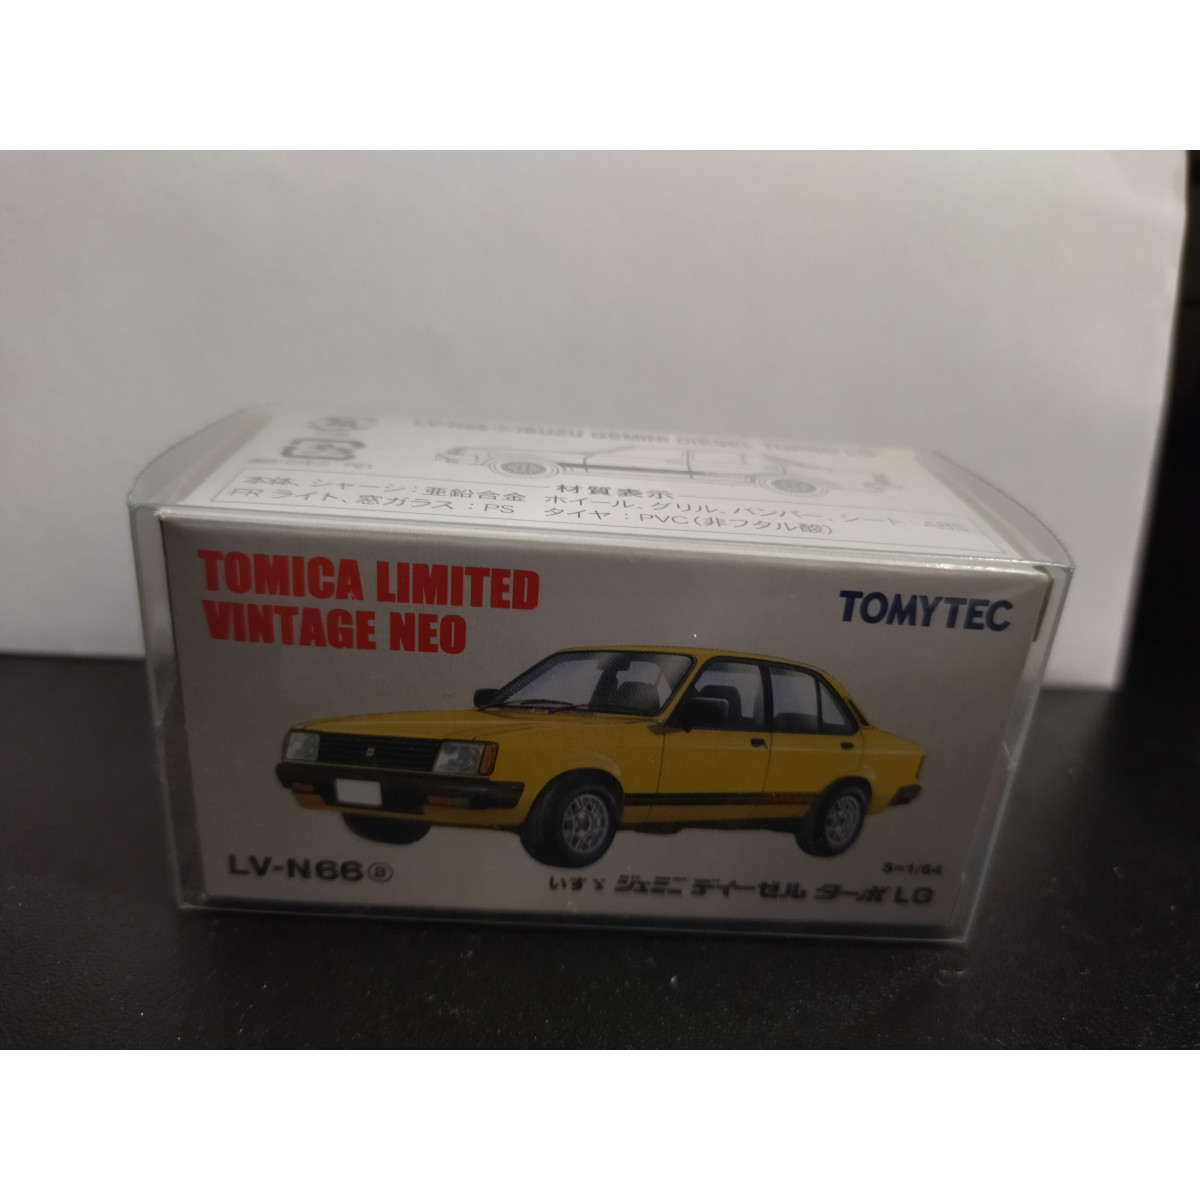 LV-N66ⓐ ISUZU GEMINI DIESEL TURBO LG
材質表示
本体、シャーシ：亜鉛合金 ホイール、グリル、バンパー、シート：ABS
FR ライト、窓ガラス：PS タイヤ：PVC(非フタル酸)
TOMICA LIMITED
VINTAGE NEO
TOMYTEC
LV-N66ⓐ
S=1/64
いすゞ ジェミニ ディーゼル ターボ LG